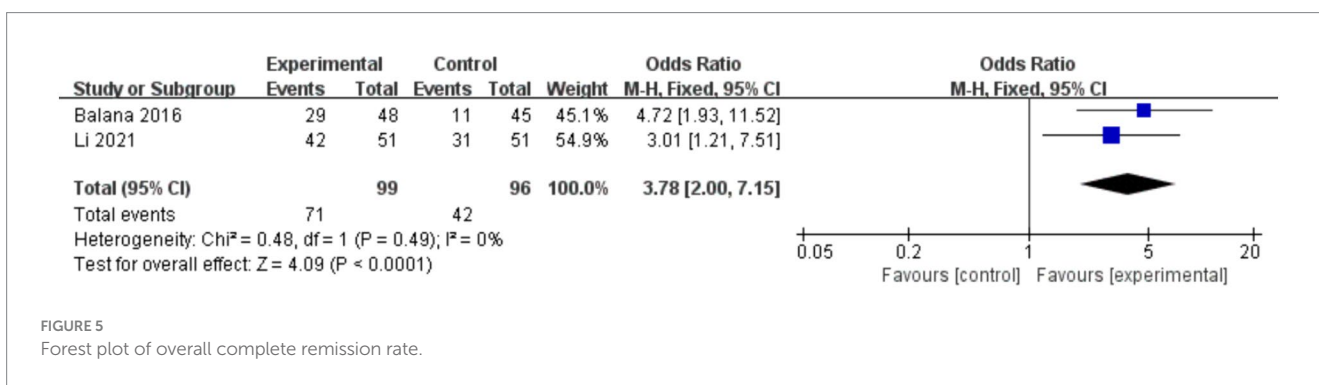 Experimental Control Odds Ratio Odds Ratio
Study or Subgroup Events Total Events Total Weight M-H, Fixed, 95% CI M-H, Fixed, 95% CI
Balana 2016 29 48 11 45 45.1% 4.72 [1.93, 11.52]
Li 2021 42 51 31 51 54.9% 3.01 [1.21, 7.51]
Total (95% CI) 99 96 100.0% 3.78 [2.00, 7.15]
Total events 71 42
Heterogeneity: Chi² = 0.48, df = 1 (P = 0.49); I² = 0%
Test for overall effect: Z = 4.09 (P < 0.0001)
0.05 0.2 1 5 20
Favours [control] Favours [experimental]
FIGURE 5
Forest plot of overall complete remission rate.